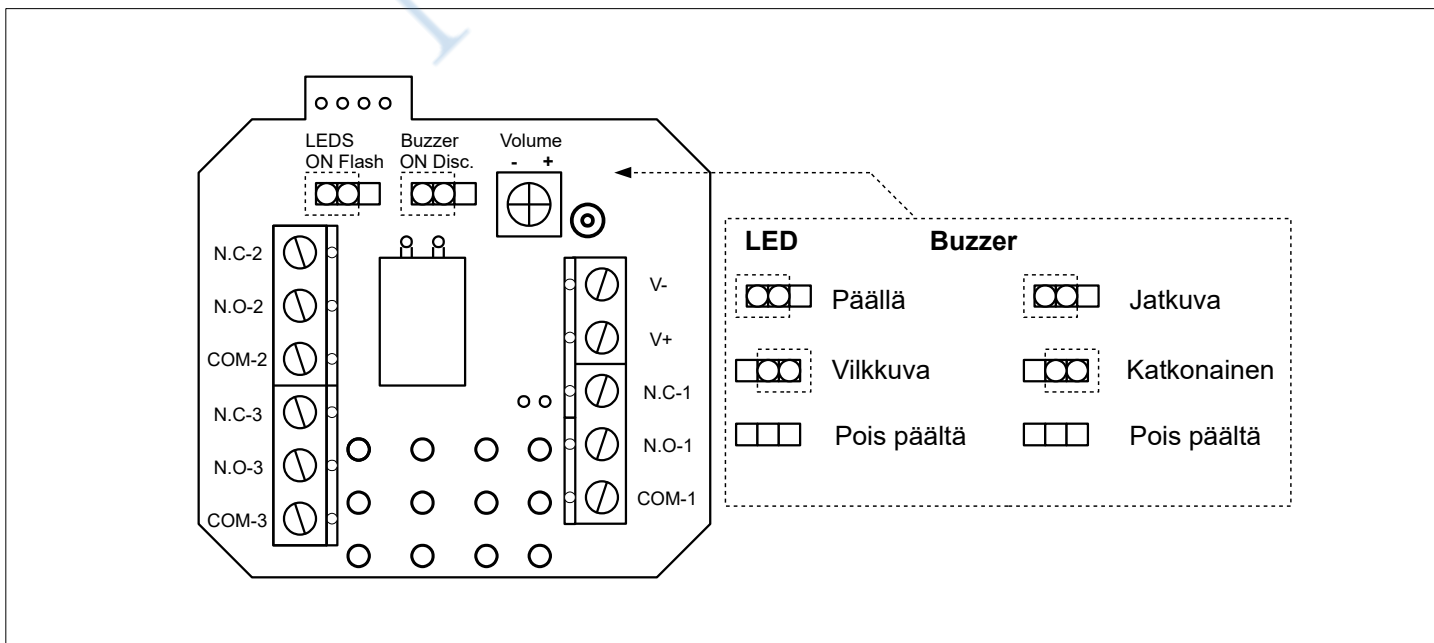 LEDS
ON Flash
Buzzer
ON Disc.
Volume
- +
N.C-2
N.O-2
COM-2
N.C-3
N.O-3
COM-3
V-
V+
N.C-1
N.O-1
COM-1
LED Buzzer
Päällä Jatkuva
Vilkkuva Katkonainen
Pois päältä Pois päältä